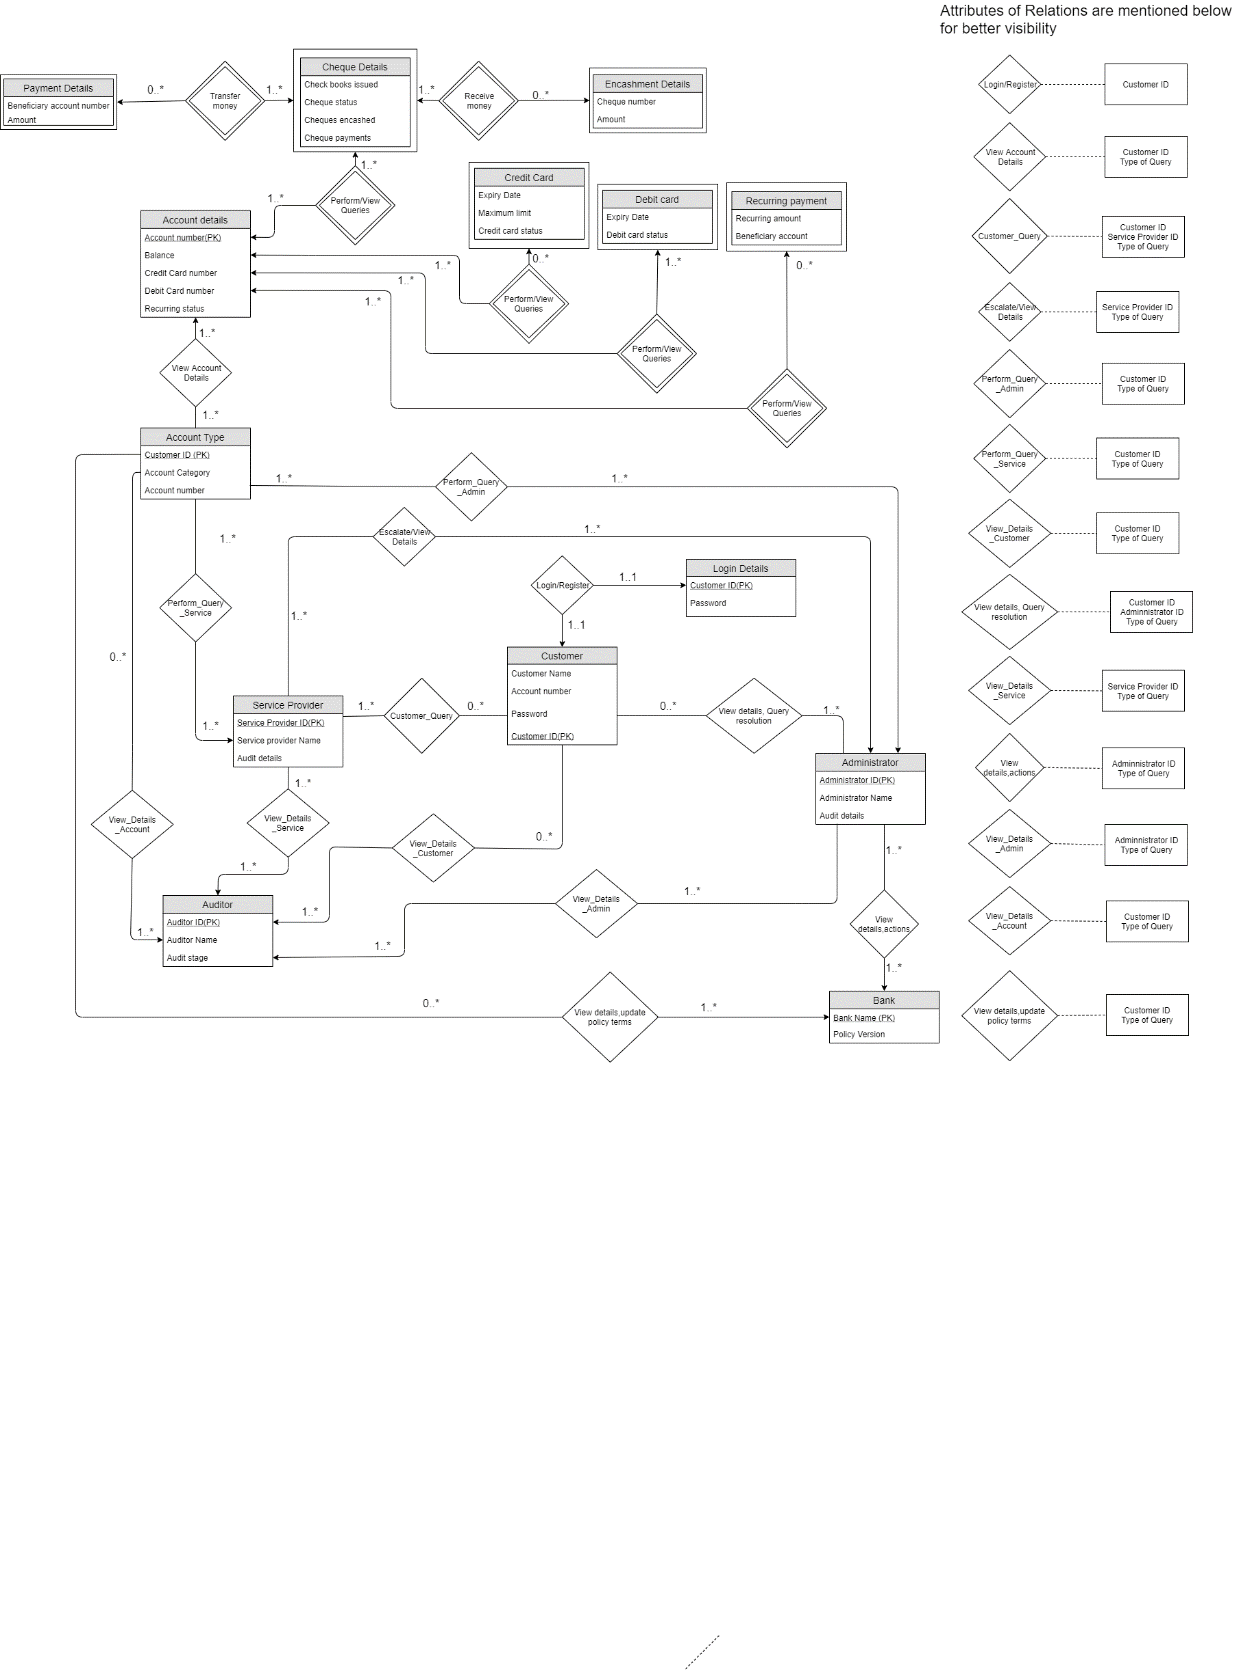 Attributes of Relations are mentioned below
for better visibility
Payment Details
Beneficiary account number
Amount
0..*
Transfer
money
1..*
Cheque Details
Check books issued
Cheque status
Cheques encashed
Cheque payments
1..*
Receive
money
0..*
Encashment Details
Cheque number
Amount
1..*
Perform/View
Queries
1..*
Account details
Account number(PK)
Balance
Credit Card number
Debit Card number
Recurring status
Credit Card
Expiry Date
Maximum limit
Credit card status
Debit card
Expiry Date
Debit card status
Recurring payment
Recurring amount
Beneficiary account
0..*
1..*
0..*
1..*
1..*
1..*
Perform/View
Queries
Perform/View
Queries
Perform/View
Queries
1..*
View Account
Details
1..*
Account Type
Customer ID (PK)
Account Category
Account number
1..*
Perform_Query
_Admin
1..*
1..*
Escalate/View
Details
1..*
1..*
Perform_Query
_Service
1..*
0..*
Login/Register
1..1
1..1
Login Details
Customer ID(PK)
Password
Customer
Customer Name
Account number
Password
Customer ID(PK)
Service Provider
Service Provider ID(PK)
Service provider Name
Audit details
1..*
Customer_Query
0..*
0..*
View details, Query
resolution
1..*
Administrator
Administrator ID(PK)
Administrator Name
Audit details
1..*
View_Details
_Account
View_Details
_Service
1..*
View_Details
_Customer
0..*
1..*
View_Details
_Admin
1..*
1..*
1..*
Auditor
Auditor ID(PK)
Auditor Name
Audit stage
1..*
View
details,actions
1..*
1..*
0..*
View details,update
policy terms
1..*
Bank
Bank Name (PK)
Policy Version
Login/Register
Customer ID
View Account
Details
Customer ID
Type of Query
Customer_Query
Customer ID
Service Provider ID
Type of Query
Escalate/View
Details
Service Provider ID
Type of Query
Perform_Query
_Admin
Customer ID
Type of Query
Perform_Query
_Service
Customer ID
Type of Query
View_Details
_Customer
Customer ID
Type of Query
View details, Query
resolution
Customer ID
Adminnistrator ID
Type of Query
View_Details
_Service
Service Provider ID
Type of Query
View
details,actions
Adminnistrator ID
Type of Query
View_Details
_Admin
Adminnistrator ID
Type of Query
View_Details
_Account
Customer ID
Type of Query
View details,update
policy terms
Customer ID
Type of Query